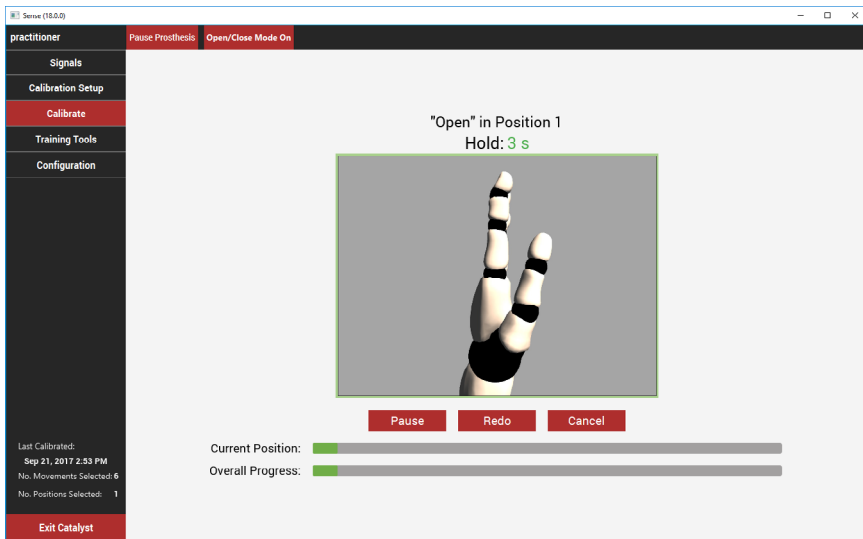 Sense (18.0.0)
practitioner
Pause Prosthesis
Open/Close Mode On
Signals
Calibration Setup
Calibrate
Training Tools
Configuration
"Open" in Position 1
Hold: 3 s
Pause
Redo
Cancel
Current Position:
Overall Progress:
Last Calibrated:
Sep 21, 2017 2:53 PM
No. Movements Selected: 6
No. Positions Selected: 1
Exit Catalyst